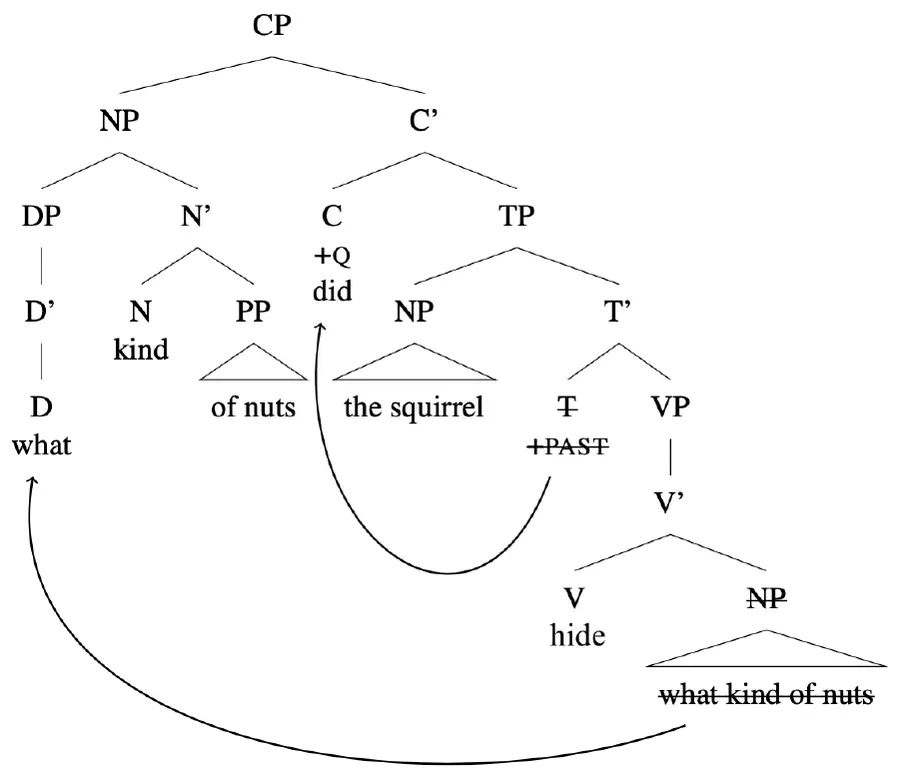 CP
NP C’
DP N’ C TP
+Q
did
D’ N PP NP T’
kind
D of nuts the squirrel T VP
what +PAST
V’
V NP
hide
what kind of nuts